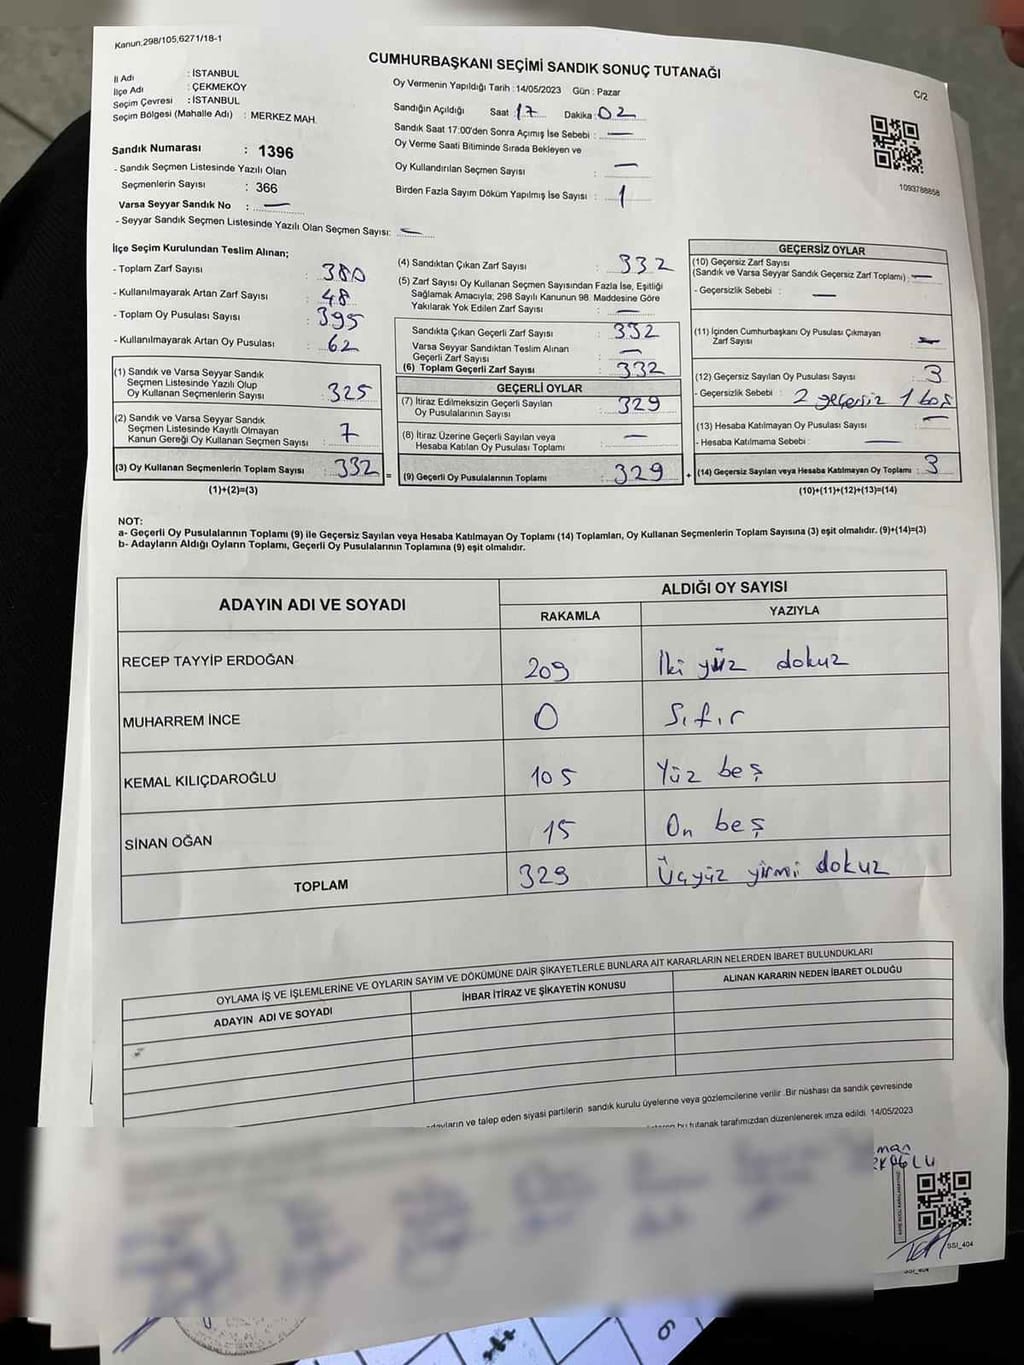 Kanun,298/105,6271/18-1
CUMHURBAŞKANI SEÇİMİ SANDIK SONUÇ TUTANAĞI
C/2
İl Adı : İSTANBUL
İlçe Adı : ÇEKMEKÖY
Seçim Çevresi : İSTANBUL
Seçim Bölgesi (Mahalle Adı) : MERKEZ MAH.
Sandık Numarası : 1396
- Sandık Seçmen Listesinde Yazılı Olan
Seçmenlerin Sayısı : 366
Varsa Seyyar Sandık No : —
- Seyyar Sandık Seçmen Listesinde Yazılı Olan Seçmen Sayısı: —
Oy Vermenin Yapıldığı Tarih : 14/05/2023 Gün : Pazar
Sandığın Açıldığı Saat : 17 Dakika : 02
Sandık Saat 17:00'den Sonra Açımış İse Sebebi : —
Oy Verme Saati Bitiminde Sırada Bekleyen ve
Oy Kullandırılan Seçmen Sayısı : —
Birden Fazla Sayım Döküm Yapılmış İse Sayısı : 1
1093788858
İlçe Seçim Kurulundan Teslim Alınan;
- Toplam Zarf Sayısı : 380
- Kullanılmayarak Artan Zarf Sayısı : 48
- Toplam Oy Pusulası Sayısı : 395
- Kullanılmayarak Artan Oy Pusulası : 62
(1) Sandık ve Varsa Seyyar Sandık
Seçmen Listesinde Yazılı Olup
Oy Kullanan Seçmenlerin Sayısı : 325
(2) Sandık ve Varsa Seyyar Sandık
Seçmen Listesinde Kayıtlı Olmayan
Kanun Gereği Oy Kullanan Seçmen Sayısı : 7
(3) Oy Kullanan Seçmenlerin Toplam Sayısı : 332
(1)+(2)=(3)
(4) Sandıktan Çıkan Zarf Sayısı : 332
(5) Zarf Sayısı Oy Kullanan Seçmen Sayısından Fazla İse, Eşitliği
Sağlamak Amacıyla; 298 Sayılı Kanunun 98. Maddesine Göre
Yakılarak Yok Edilen Zarf Sayısı : —
Sandıkta Çıkan Geçerli Zarf Sayısı : 332
Varsa Seyyar Sandıktan Teslim Alınan
Geçerli Zarf Sayısı : —
(6) Toplam Geçerli Zarf Sayısı : 332
GEÇERLİ OYLAR
(7) İtiraz Edilmeksizin Geçerli Sayılan
Oy Pusulalarının Sayısı : 329
(8) İtiraz Üzerine Geçerli Sayılan veya
Hesaba Katılan Oy Pusulası Toplamı : —
= (9) Geçerli Oy Pusulalarının Toplamı : 329 +
GEÇERSİZ OYLAR
(10) Geçersiz Zarf Sayısı
(Sandık ve Varsa Seyyar Sandık Geçersiz Zarf Toplamı) : —
- Geçersizlik Sebebi : —
(11) İçinden Cumhurbaşkanı Oy Pusulası Çıkmayan
Zarf Sayısı : —
(12) Geçersiz Sayılan Oy Pusulası Sayısı : 3
- Geçersizlik Sebebi : 2 geçersiz 1 boş
(13) Hesaba Katılmayan Oy Pusulası Sayısı : —
- Hesaba Katılmama Sebebi : —
(14) Geçersiz Sayılan veya Hesaba Katılmayan Oy Toplamı : 3
(10)+(11)+(12)+(13)=(14)
NOT:
a- Geçerli Oy Pusulalarının Toplamı (9) ile Geçersiz Sayılan veya Hesaba Katılmayan Oy Toplamı (14) Toplamları, Oy Kullanan Seçmenlerin Toplam Sayısına (3) eşit olmalıdır. (9)+(14)=(3)
b- Adayların Aldığı Oyların Toplamı, Geçerli Oy Pusulalarının Toplamına (9) eşit olmalıdır.
ADAYIN ADI VE SOYADI ALDIĞI OY SAYISI
RAKAMLA YAZIYLA
RECEP TAYYİP ERDOĞAN 209 İki yüz dokuz
MUHARREM İNCE 0 Sıfır
KEMAL KILIÇDAROĞLU 105 Yüz beş
SİNAN OĞAN 15 On beş
TOPLAM 329 Üçyüz yirmi dokuz
OYLAMA İŞ VE İŞLEMLERİNE VE OYLARIN SAYIM VE DÖKÜMÜNE DAİR ŞİKAYETLERLE BUNLARA AİT KARARLARIN NELERDEN İBARET BULUNDUKLARI
ADAYIN ADI VE SOYADI İHBAR İTİRAZ VE ŞİKAYETİN KONUSU ALINAN KARARIN NEDEN İBARET OLDUĞU
ve talep eden siyasi partilerin sandık kurulu üyelerine veya gözlemcilerine verilir. Bir nüshası da sandık çevresinde
bu tutanak tarafımızdan düzenlenerek imza edildi. 14/05/2023
SSI_404
6